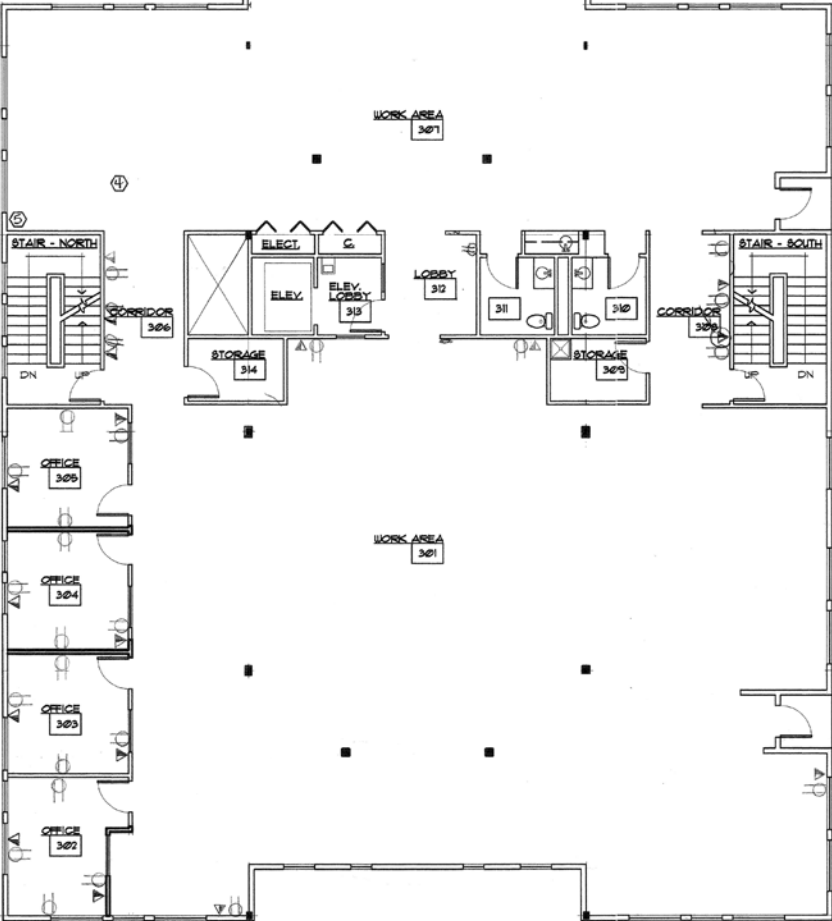 WORK AREA
307
4
5
STAIR - NORTH
ELECT.
C.
STAIR - SOUTH
LOBBY
312
ELEV.
ELEV.
LOBBY
313
311
310
CORRIDOR
306
CORRIDOR
308
STORAGE
314
STORAGE
309
DN
UP
UP
DN
OFFICE
305
WORK AREA
301
OFFICE
304
OFFICE
303
OFFICE
302